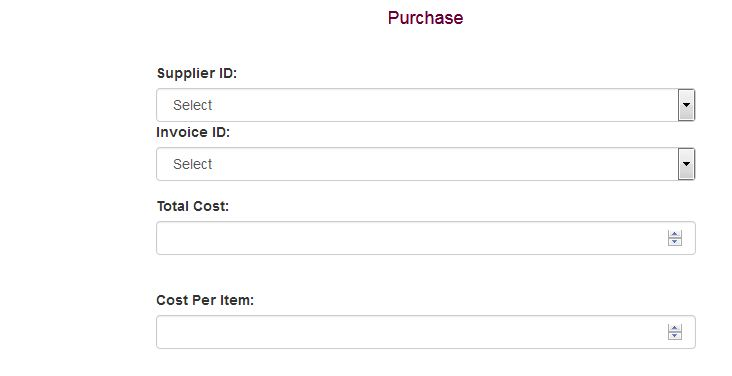 Purchase
Supplier ID:
Select
Invoice ID:
Select
Total Cost:
Cost Per Item: